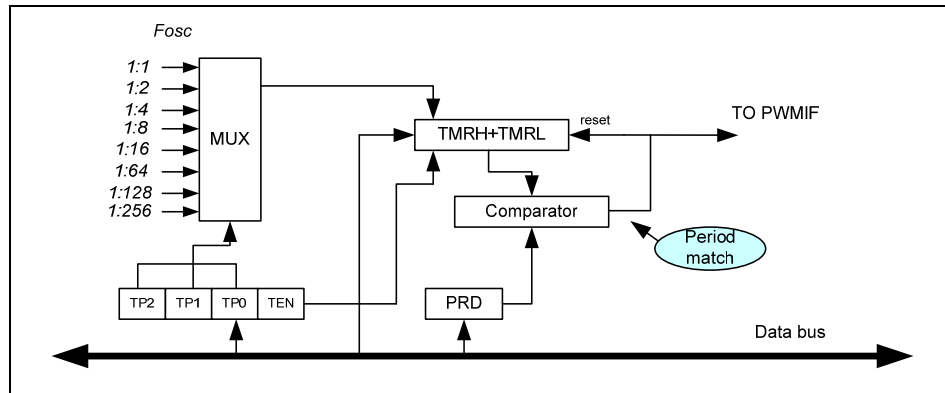 Fosc
1:1
1:2
1:4
1:8
1:16
1:64
1:128
1:256
MUX
TMRH+TMRL
reset
TO PWMIF
Comparator
Period
match
TP2 TP1 TP0 TEN
PRD
Data bus